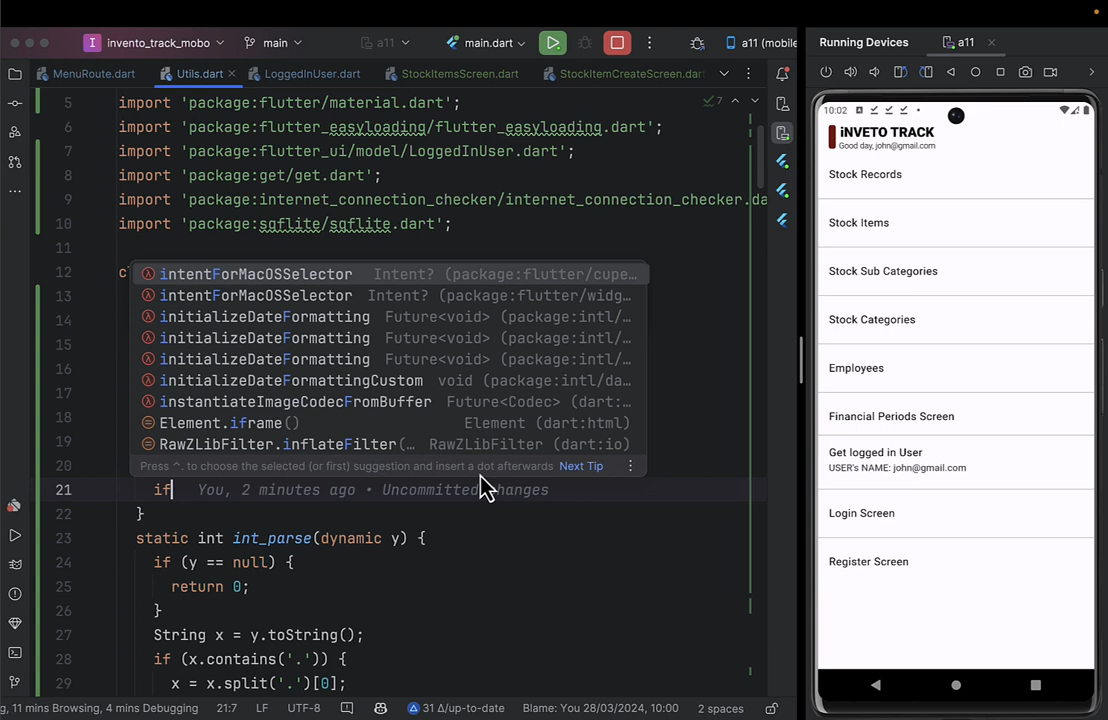 invento_track_mobo
main
a11
main.dart
a11 (mobile
Running Devices
a11
MenuRoute.dart
Utils.dart
LoggedInUser.dart
StockItemsScreen.dart
StockItemCreateScreen.dart
5 import 'package:flutter/material.dart';
7
6 import 'package:flutter_easyloading/flutter_easyloading.dart';
7 import 'package:flutter_ui/model/LoggedInUser.dart';
8 import 'package:get/get.dart';
9 import 'package:internet_connection_checker/internet_connection_checker.da
10 import 'package:sqflite/sqflite.dart';
11
12 c
13
14
15
16
17
18
19
20
intentForMacOSSelector Intent? (package:flutter/cupe…
intentForMacOSSelector Intent? (package:flutter/widg…
initializeDateFormatting Future<void> (package:intl/…
initializeDateFormatting Future<void> (package:intl/…
initializeDateFormatting Future<void> (package:intl/…
initializeDateFormattingCustom void (package:intl/da…
instantiateImageCodecFromBuffer Future<Codec> (dart:…
Element.iframe() Element (dart:html)
RawZLibFilter.inflateFilter(… RawZLibFilter (dart:io)
Press ^. to choose the selected (or first) suggestion and insert a dot afterwards Next Tip
21 if You, 2 minutes ago • Uncommitted changes
22 }
23 static int int_parse(dynamic y) {
24 if (y == null) {
25 return 0;
26 }
27 String x = y.toString();
28 if (x.contains('.')) {
29 x = x.split('.')[0];
g, 11 mins Browsing, 4 mins Debugging
21:7
LF
UTF-8
31 Δ/up-to-date
Blame: You 28/03/2024, 10:00
2 spaces
10:02
iNVETO TRACK
Good day, john@gmail.com
Stock Records
Stock Items
Stock Sub Categories
Stock Categories
Employees
Financial Periods Screen
Get logged in User
USER's NAME: john@gmail.com
Login Screen
Register Screen